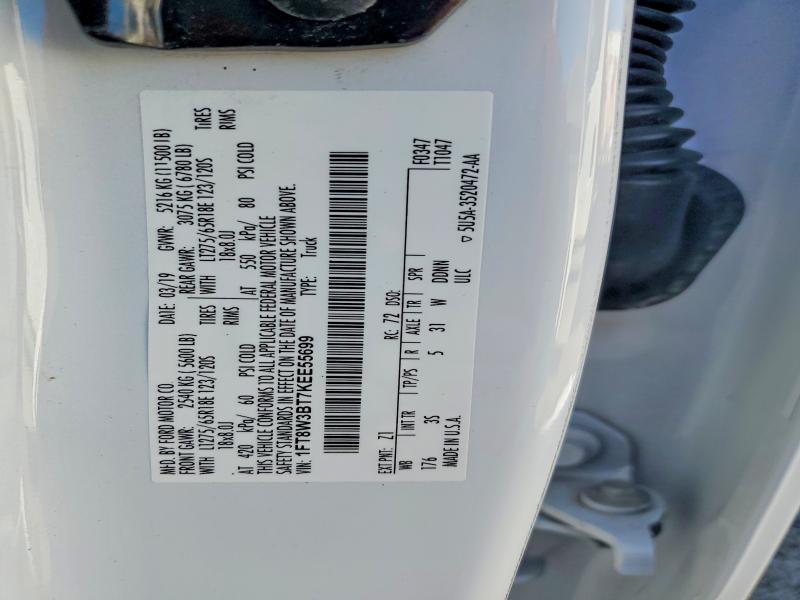 MFD. BY FORD MOTOR CO. DATE: 03/19 GVWR: 5216 KG (11500 LB)
FRONT GAWR: 2540 KG ( 5600 LB) REAR GAWR: 3075 KG ( 6780 LB)
WITH LT275/65R18E 123/120S TIRES WITH LT275/65R18E 123/120S TIRES
18x8.0J RIMS 18x8.0J RIMS
AT 420 kPa/ 60 PSI COLD AT 550 kPa/ 80 PSI COLD
THIS VEHICLE CONFORMS TO ALL APPLICABLE FEDERAL MOTOR VEHICLE
SAFETY STANDARDS IN EFFECT ON THE DATE OF MANUFACTURE SHOWN ABOVE.
VIN: 1FT8W3BT7KEE55699 TYPE: Truck
EXT PNT: Z1 RC: 72 DSO: F0347
WB INT TR TP/PS R AXLE TR SPR T1047
176 3S 5 31 W DDNN
MADE IN U.S.A. ULC ▽ 5U5A-3520472-AA